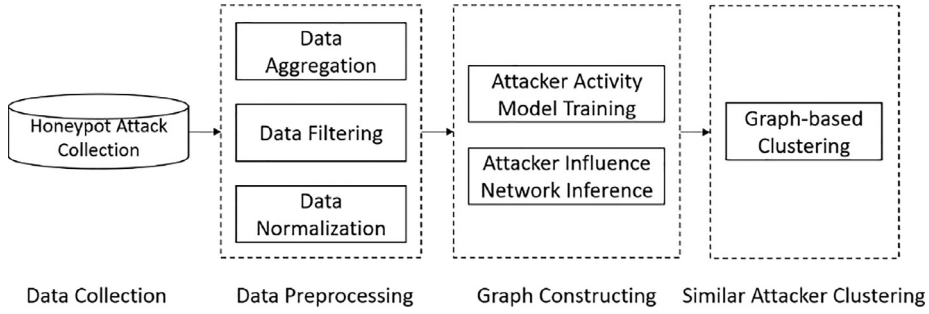 Honeypot Attack
Collection
Data
Aggregation
Data Filtering
Data
Normalization
Attacker Activity
Model Training
Attacker Influence
Network Inference
Graph-based
Clustering
Data Collection
Data Preprocessing
Graph Constructing
Similar Attacker Clustering